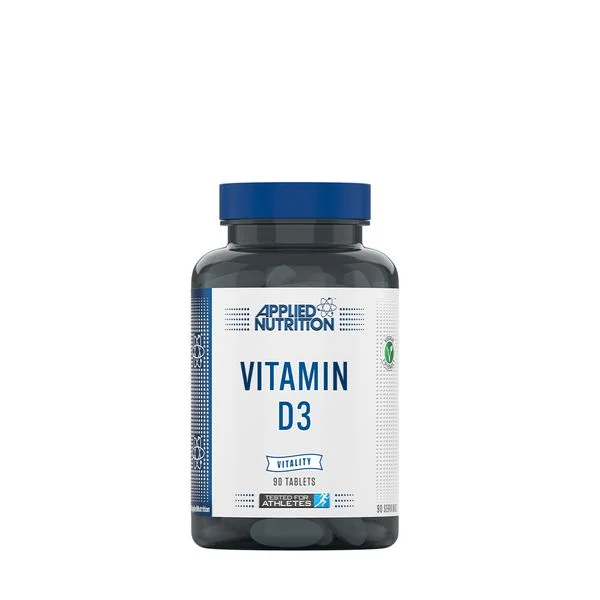 APPLIED
NUTRITION
VITAMIN
D3
VITALITY
90 TABLETS
TESTED FOR
ATHLETES